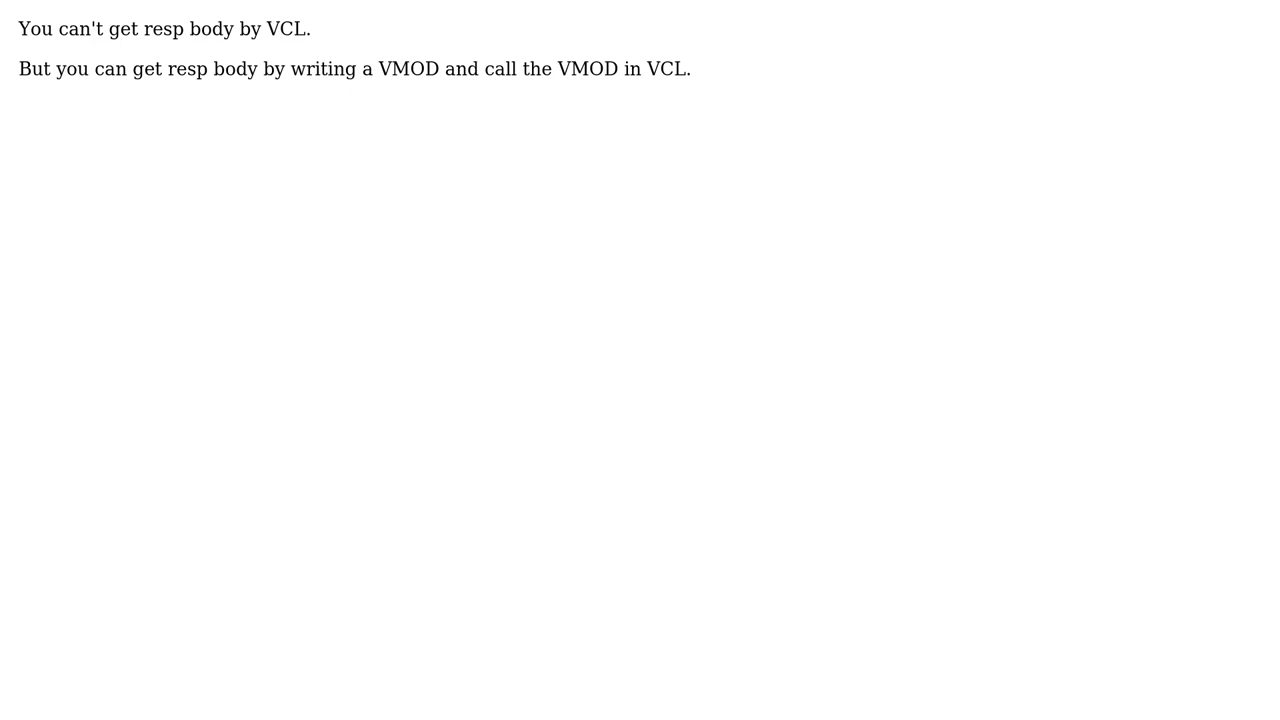 You can't get resp body by VCL.
But you can get resp body by writing a VMOD and call the VMOD in VCL.